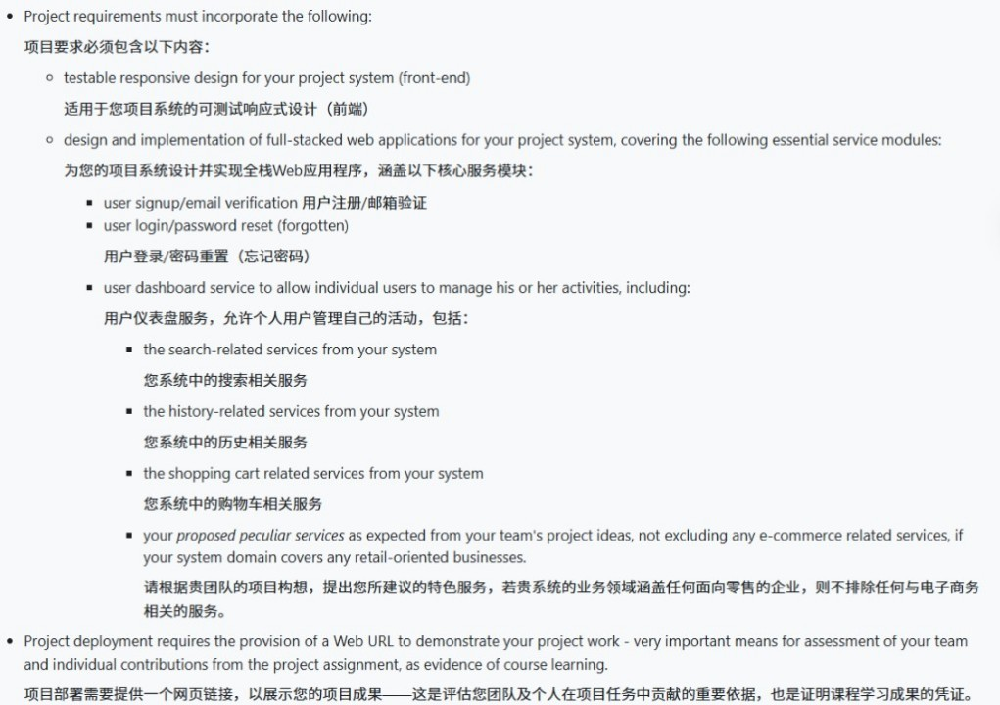 Project requirements must incorporate the following:
项目要求必须包含以下内容：
testable responsive design for your project system (front-end)
适用于您项目系统的可测试响应式设计（前端）
design and implementation of full-stacked web applications for your project system, covering the following essential service modules:
为您的项目系统设计并实现全栈Web应用程序，涵盖以下核心服务模块：
user signup/email verification 用户注册/邮箱验证
user login/password reset (forgotten)
用户登录/密码重置（忘记密码）
user dashboard service to allow individual users to manage his or her activities, including:
用户仪表盘服务，允许个人用户管理自己的活动，包括：
the search-related services from your system
您系统中的搜索相关服务
the history-related services from your system
您系统中的历史相关服务
the shopping cart related services from your system
您系统中的购物车相关服务
your proposed peculiar services as expected from your team's project ideas, not excluding any e-commerce related services, if
your system domain covers any retail-oriented businesses.
请根据贵团队的项目构想，提出您所建议的特色服务，若贵系统的业务领域涵盖任何面向零售的企业，则不排除任何与电子商务
相关的服务。
Project deployment requires the provision of a Web URL to demonstrate your project work - very important means for assessment of your team
and individual contributions from the project assignment, as evidence of course learning.
项目部署需要提供一个网页链接，以展示您的项目成果——这是评估您团队及个人在项目任务中贡献的重要依据，也是证明课程学习成果的凭证。